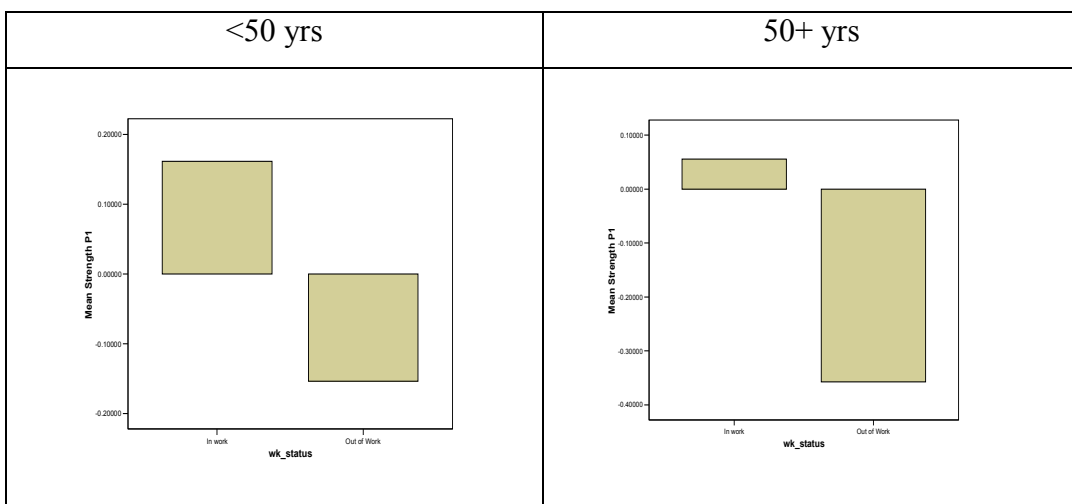 <50 yrs
50+ yrs
0.20000
0.10000
0.00000
-0.10000
-0.20000
Mean Strength P1
In work
Out of Work
wk_status
0.10000
0.00000
-0.10000
-0.20000
-0.30000
-0.40000
Mean Strength P1
In work
Out of Work
wk_status